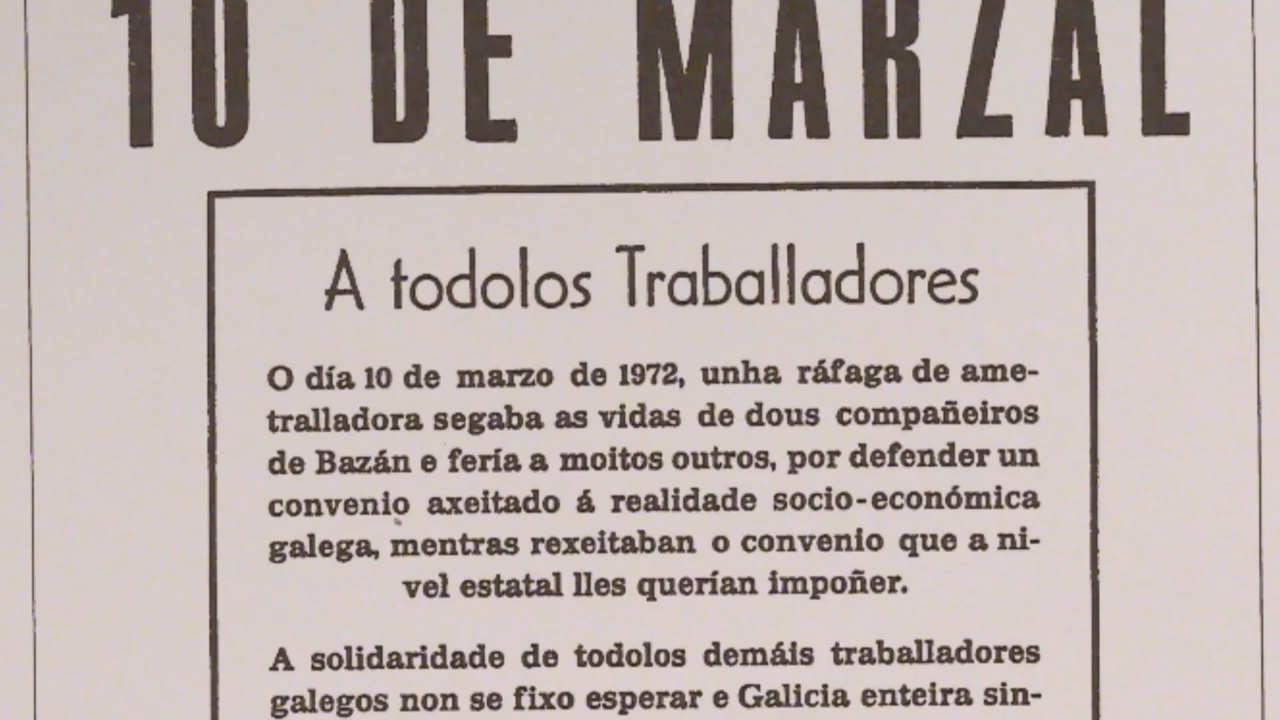 10 DE MARZAL
A todolos Traballadores
O día 10 de marzo de 1972, unha ráfaga de ame-
tralladora segaba as vidas de dous compañeiros
de Bazán e fería a moitos outros, por defender un
convenio axeitado á realidade socio-económica
galega, mentras rexeitaban o convenio que a ni-
vel estatal lles querían impoñer.
A solidaridade de todolos demáis traballadores
galegos non se fixo esperar e Galicia enteira sin-